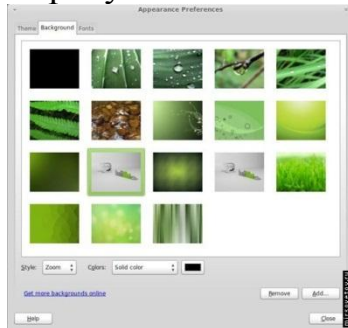 Appearance Preferences
Theme Background Fonts
Style: Zoom Colors: Solid color
Get more backgrounds online
Remove Add...
Help Close